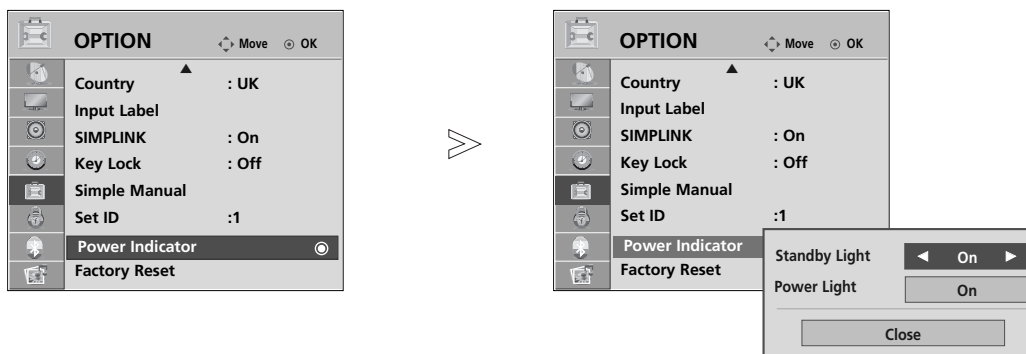 OPTION Move OK
Country : UK
Input Label
SIMPLINK : On
Key Lock : Off
Simple Manual
Set ID :1
Power Indicator
Factory Reset
OPTION Move OK
Country : UK
Input Label
SIMPLINK : On
Key Lock : Off
Simple Manual
Set ID :1
Power Indicator
Factory Reset
Standby Light ◀ On ▶
Power Light On
Close